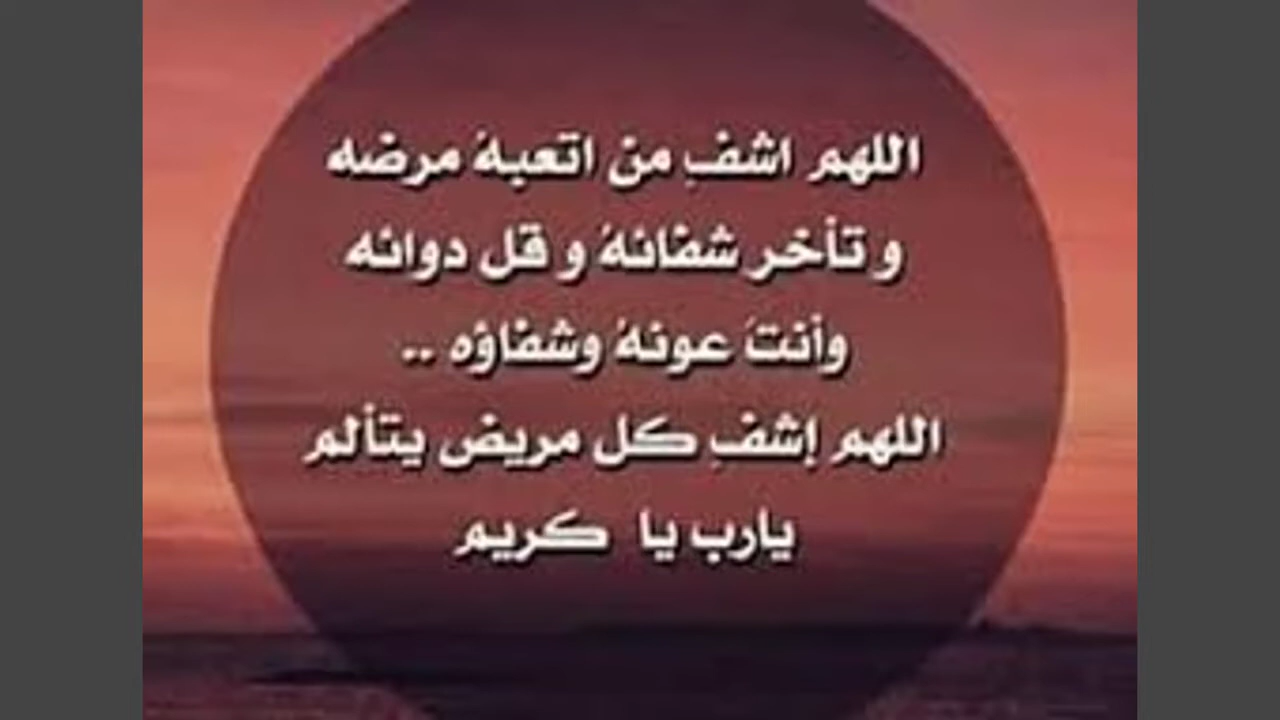 اللهم اشفِ من اتعبهُ مرضه
و تأخر شفائهُ و قل دوائه
وأنتَ عونهُ وشفاؤه ..
اللهم إشفِ كل مريض يتألم
يارب يا كريم